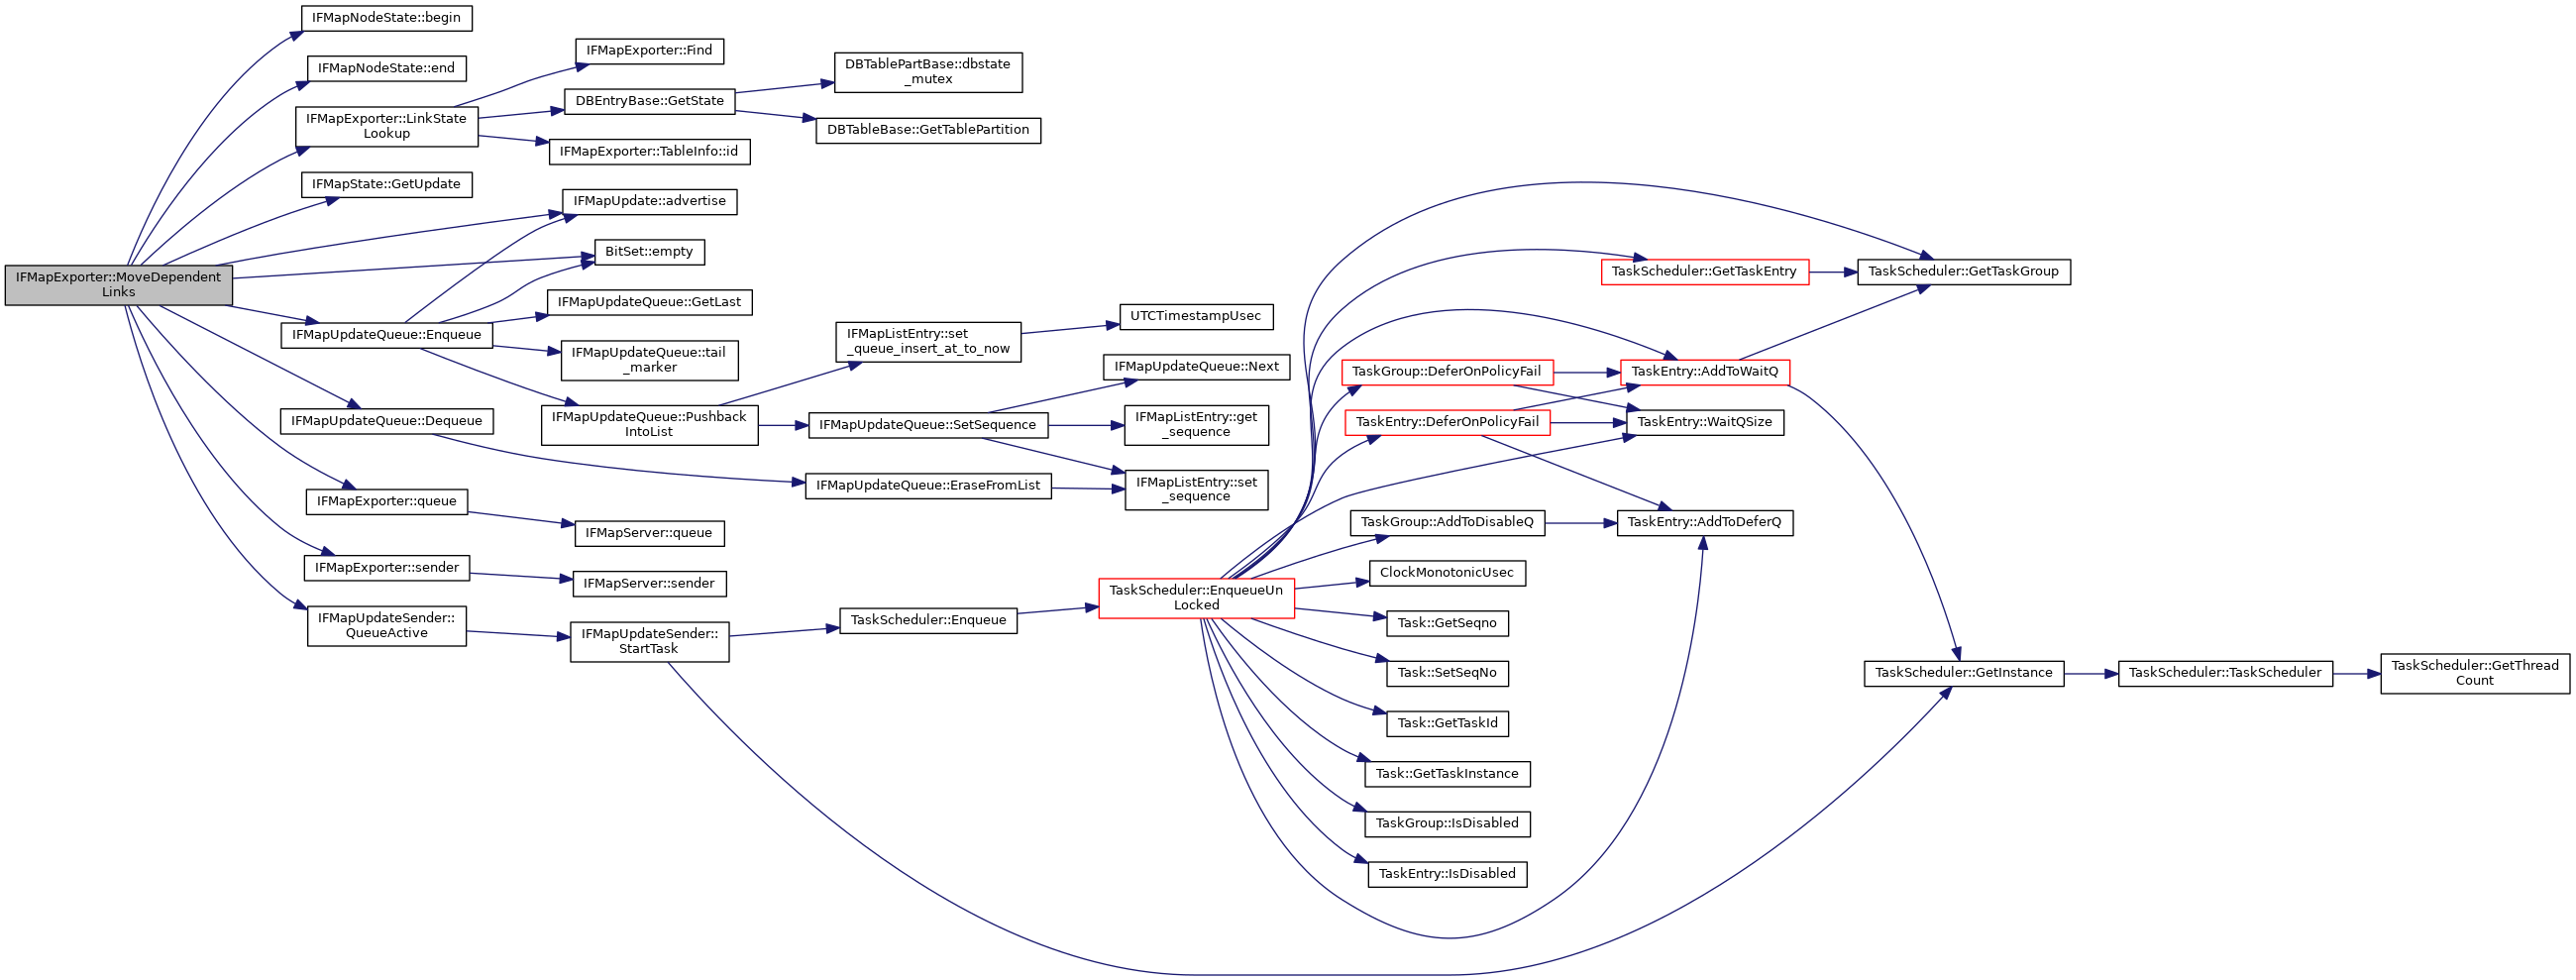 IFMapExporter::MoveDependent
Links
IFMapNodeState::begin
IFMapNodeState::end
IFMapExporter::LinkState
Lookup
IFMapExporter::Find
DBEntryBase::GetState
DBTablePartBase::dbstate
_mutex
DBTableBase::GetTablePartition
IFMapExporter::TableInfo::id
IFMapState::GetUpdate
IFMapUpdate::advertise
BitSet::empty
IFMapUpdateQueue::Enqueue
IFMapUpdateQueue::GetLast
IFMapUpdateQueue::tail
_marker
IFMapUpdateQueue::Pushback
IntoList
IFMapListEntry::set
_queue_insert_at_to_now
UTCTimestampUsec
IFMapUpdateQueue::SetSequence
IFMapUpdateQueue::Next
IFMapListEntry::get
_sequence
IFMapListEntry::set
_sequence
IFMapUpdateQueue::Dequeue
IFMapUpdateQueue::EraseFromList
IFMapExporter::queue
IFMapServer::queue
IFMapExporter::sender
IFMapServer::sender
IFMapUpdateSender::
QueueActive
IFMapUpdateSender::
StartTask
TaskScheduler::Enqueue
TaskScheduler::EnqueueUn
Locked
TaskScheduler::GetTaskEntry
TaskScheduler::GetTaskGroup
TaskGroup::DeferOnPolicyFail
TaskEntry::AddToWaitQ
TaskEntry::DeferOnPolicyFail
TaskEntry::WaitQSize
TaskGroup::AddToDisableQ
TaskEntry::AddToDeferQ
ClockMonotonicUsec
Task::GetSeqno
Task::SetSeqNo
Task::GetTaskId
Task::GetTaskInstance
TaskGroup::IsDisabled
TaskEntry::IsDisabled
TaskScheduler::GetInstance
TaskScheduler::TaskScheduler
TaskScheduler::GetThread
Count